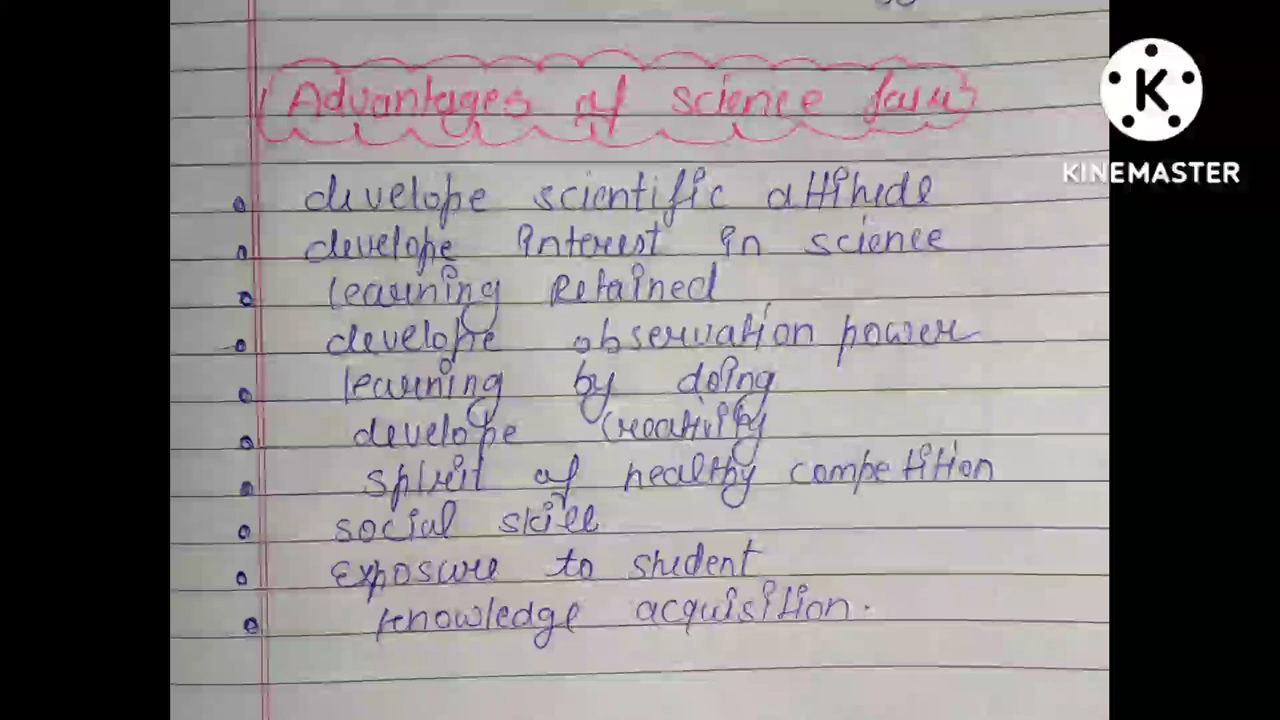 Advantages of science fair
K
KINEMASTER
develope scientific attitude
develope interest in science
learning Retained
develope observation power
learning by doing
develope creativity
spirit of healthy competition
social skill
exposure to student
knowledge acquisition.